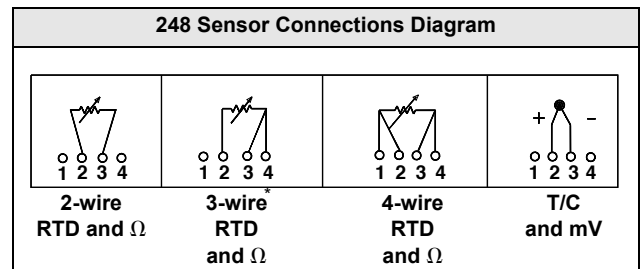 248 Sensor Connections Diagram
+ –
1 2 3 4 1 2 3 4 1 2 3 4 1 2 3 4
2-wire 3-wire* 4-wire T/C
RTD and Ω RTD RTD and mV
and Ω and Ω